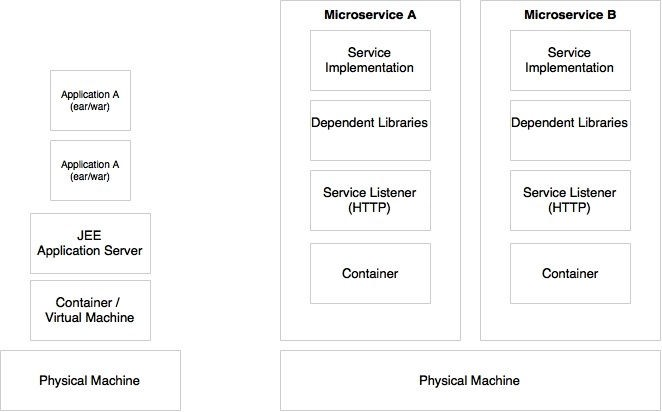 Application A
(ear/war)
Application A
(ear/war)
JEE
Application Server
Container /
Virtual Machine
Physical Machine
Microservice A
Service
Implementation
Dependent Libraries
Service Listener
(HTTP)
Container
Microservice B
Service
Implementation
Dependent Libraries
Service Listener
(HTTP)
Container
Physical Machine